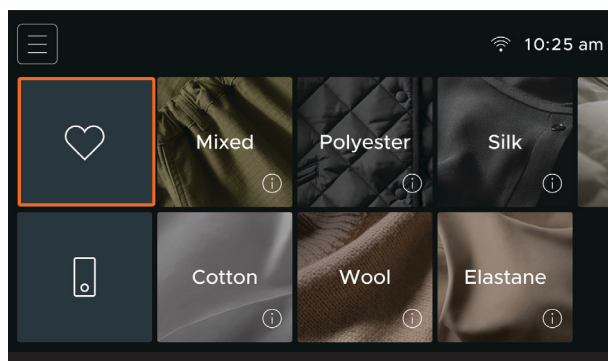 10:25 am
Mixed
Polyester
Silk
Cotton
Wool
Elastane